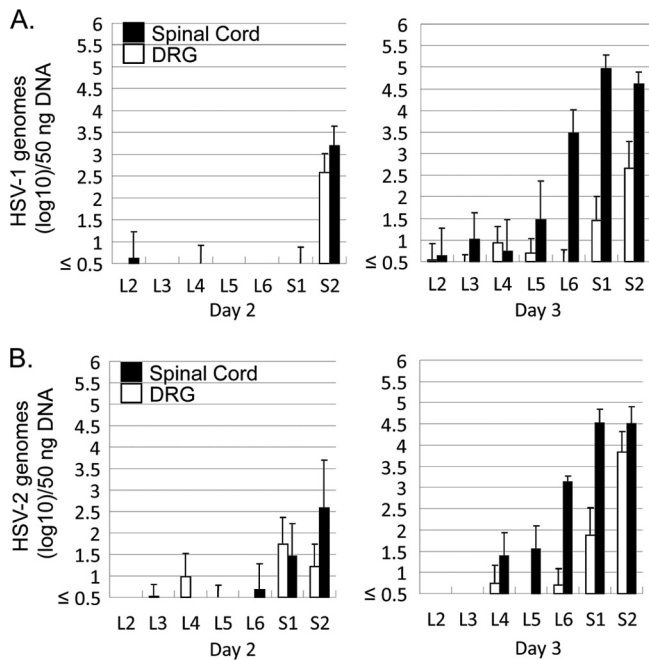 A.
HSV-1 genomes
(log10)/50 ng DNA
6
5.5
5
4.5
4
3.5
3
2.5
2
1.5
1
≤ 0.5
Spinal Cord
DRG
L2 L3 L4 L5 L6 S1 S2
Day 2
6
5.5
5
4.5
4
3.5
3
2.5
2
1.5
1
≤ 0.5
L2 L3 L4 L5 L6 S1 S2
Day 3
B.
HSV-2 genomes
(log10)/50 ng DNA
6
5.5
5
4.5
4
3.5
3
2.5
2
1.5
1
≤ 0.5
Spinal Cord
DRG
L2 L3 L4 L5 L6 S1 S2
Day 2
6
5.5
5
4.5
4
3.5
3
2.5
2
1.5
1
≤ 0.5
L2 L3 L4 L5 L6 S1 S2
Day 3